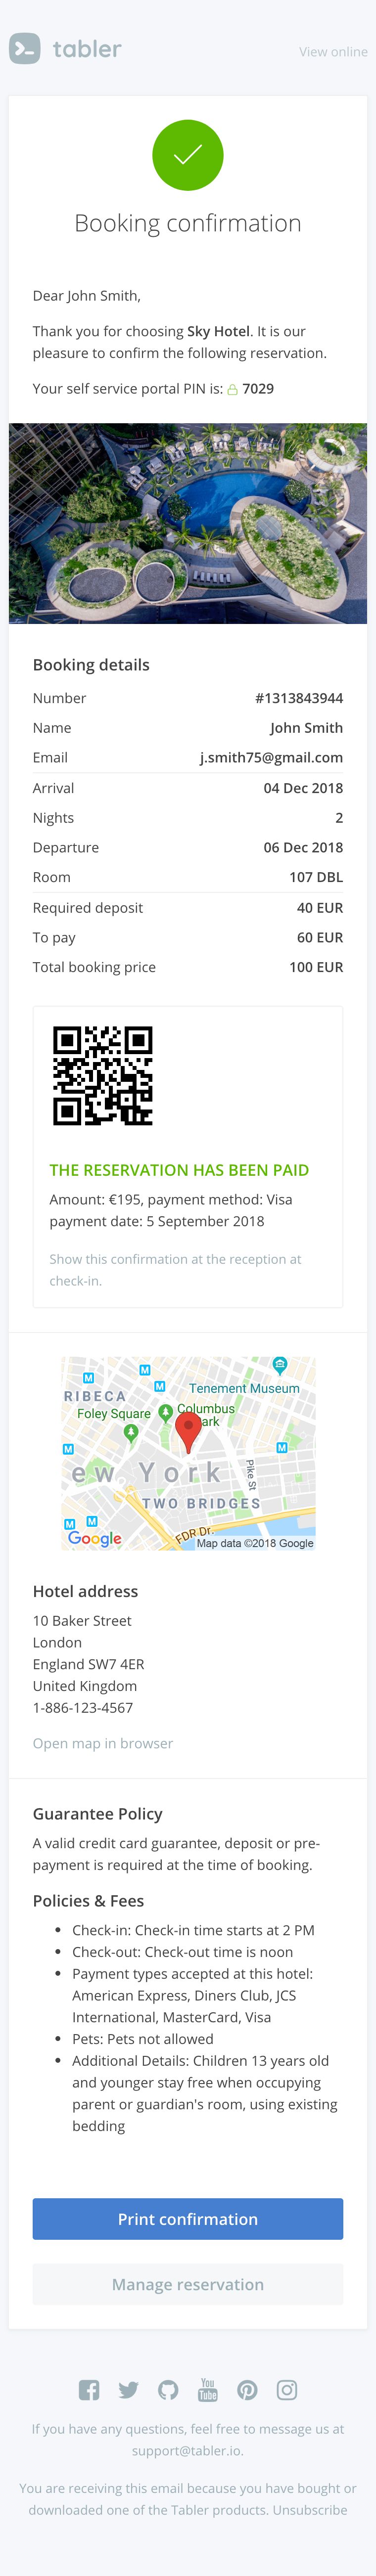 tabler
View online
Booking confirmation
Dear John Smith,
Thank you for choosing Sky Hotel. It is our
pleasure to confirm the following reservation.
Your self service portal PIN is: 7029
Booking details
Number #1313843944
Name John Smith
Email j.smith75@gmail.com
Arrival 04 Dec 2018
Nights 2
Departure 06 Dec 2018
Room 107 DBL
Required deposit 40 EUR
To pay 60 EUR
Total booking price 100 EUR
THE RESERVATION HAS BEEN PAID
Amount: €195, payment method: Visa
payment date: 5 September 2018
Show this confirmation at the reception at
check-in.
M
M
M
Tenement Museum
RIBECA
Foley Square
Columbus
ark
M
M
ew York
Pike St
TWO BRIDGES
M
M
FDR Dr.
Google
Map data ©2018 Google
Hotel address
10 Baker Street
London
England SW7 4ER
United Kingdom
1-886-123-4567
Open map in browser
Guarantee Policy
A valid credit card guarantee, deposit or pre-
payment is required at the time of booking.
Policies & Fees
• Check-in: Check-in time starts at 2 PM
• Check-out: Check-out time is noon
• Payment types accepted at this hotel:
American Express, Diners Club, JCS
International, MasterCard, Visa
• Pets: Pets not allowed
• Additional Details: Children 13 years old
and younger stay free when occupying
parent or guardian's room, using existing
bedding
Print confirmation
Manage reservation
You
Tube
If you have any questions, feel free to message us at
support@tabler.io.
You are receiving this email because you have bought or
downloaded one of the Tabler products. Unsubscribe